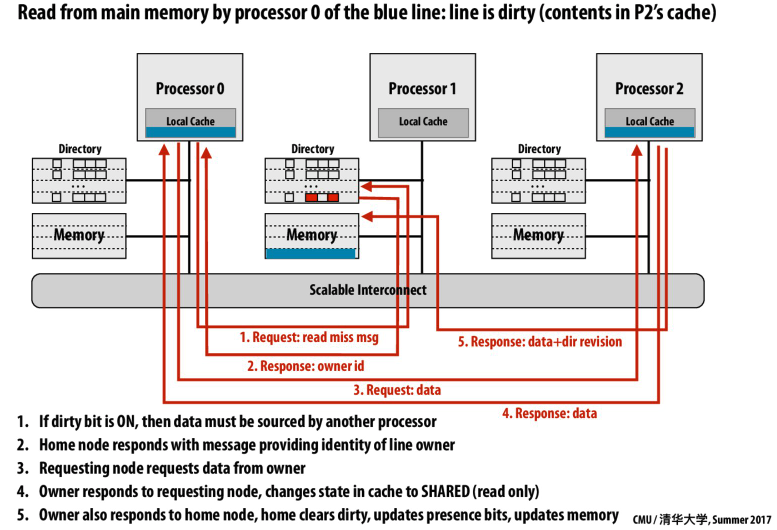 Read from main memory by processor 0 of the blue line: line is dirty (contents in P2's cache)
Processor 0
Local Cache
Processor 1
Local Cache
Processor 2
Local Cache
Directory
Directory
Directory
...
...
...
Memory
Memory
Memory
Scalable Interconnect
1. Request: read miss msg
5. Response: data+dir revision
2. Response: owner id
3. Request: data
4. Response: data
1. If dirty bit is ON, then data must be sourced by another processor
2. Home node responds with message providing identity of line owner
3. Requesting node requests data from owner
4. Owner responds to requesting node, changes state in cache to SHARED (read only)
5. Owner also responds to home node, home clears dirty, updates presence bits, updates memory
CMU / 清华大学, Summer 2017